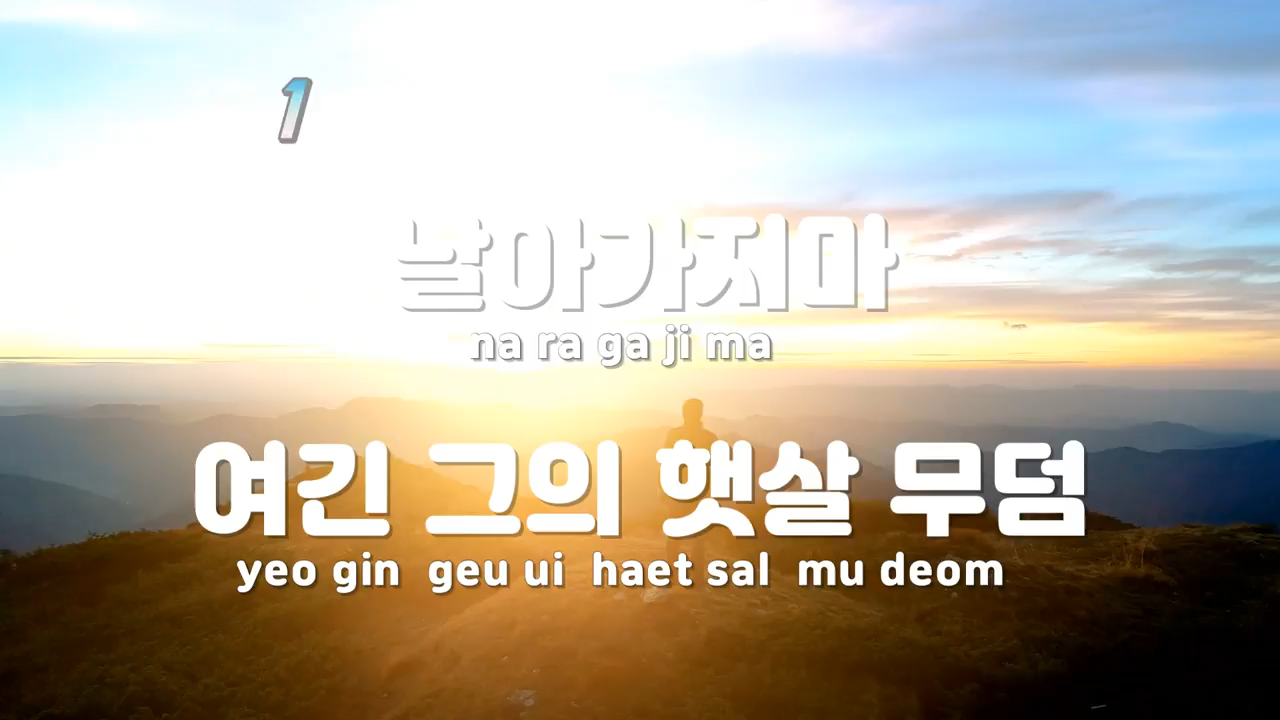 1
날아가지마
na ra ga ji ma
여긴 그의 햇살 무덤
yeo gin geu ui haet sal mu deom